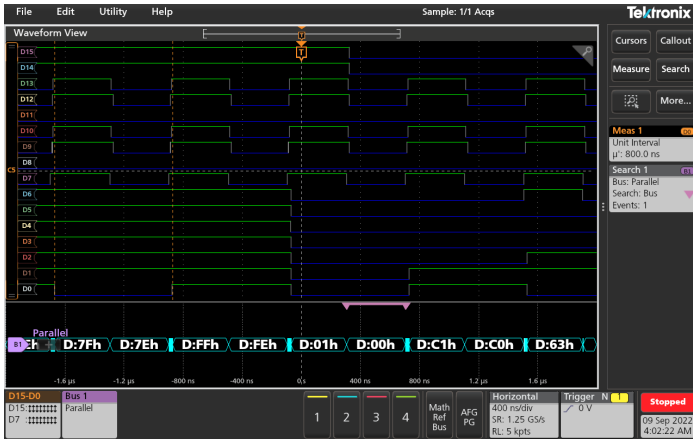 File Edit Utility Help Sample: 1/1 Acqs Tektronix
Waveform View
Cursors Callout
Measure Search
More...
D15
D14
D13
D12
D11
D10
D9
D8
C5
D7
D6
D5
D4
D3
D2
D1
D0
T
T
Meas 1 D0
Unit Interval
µ': 800.0 ns
Search 1 B1
Bus: Parallel
Search: Bus
Events: 1
Parallel
B1 Eh D:7Fh D:7Eh D:FFh D:FEh D:01h D:00h D:C1h D:C0h D:63h
-1.6 µs -1.2 µs -800 ns -400 ns 0 s 400 ns 800 ns 1.2 µs 1.6 µs
D15-D0
D15:
D7 :
Bus 1
Parallel
1 2 3 4
Math
Ref
Bus
AFG
PG
Horizontal
400 ns/div
SR: 1.25 GS/s
RL: 5 kpts
Trigger N 1
0 V
Stopped
09 Sep 2022
4:02:22 AM